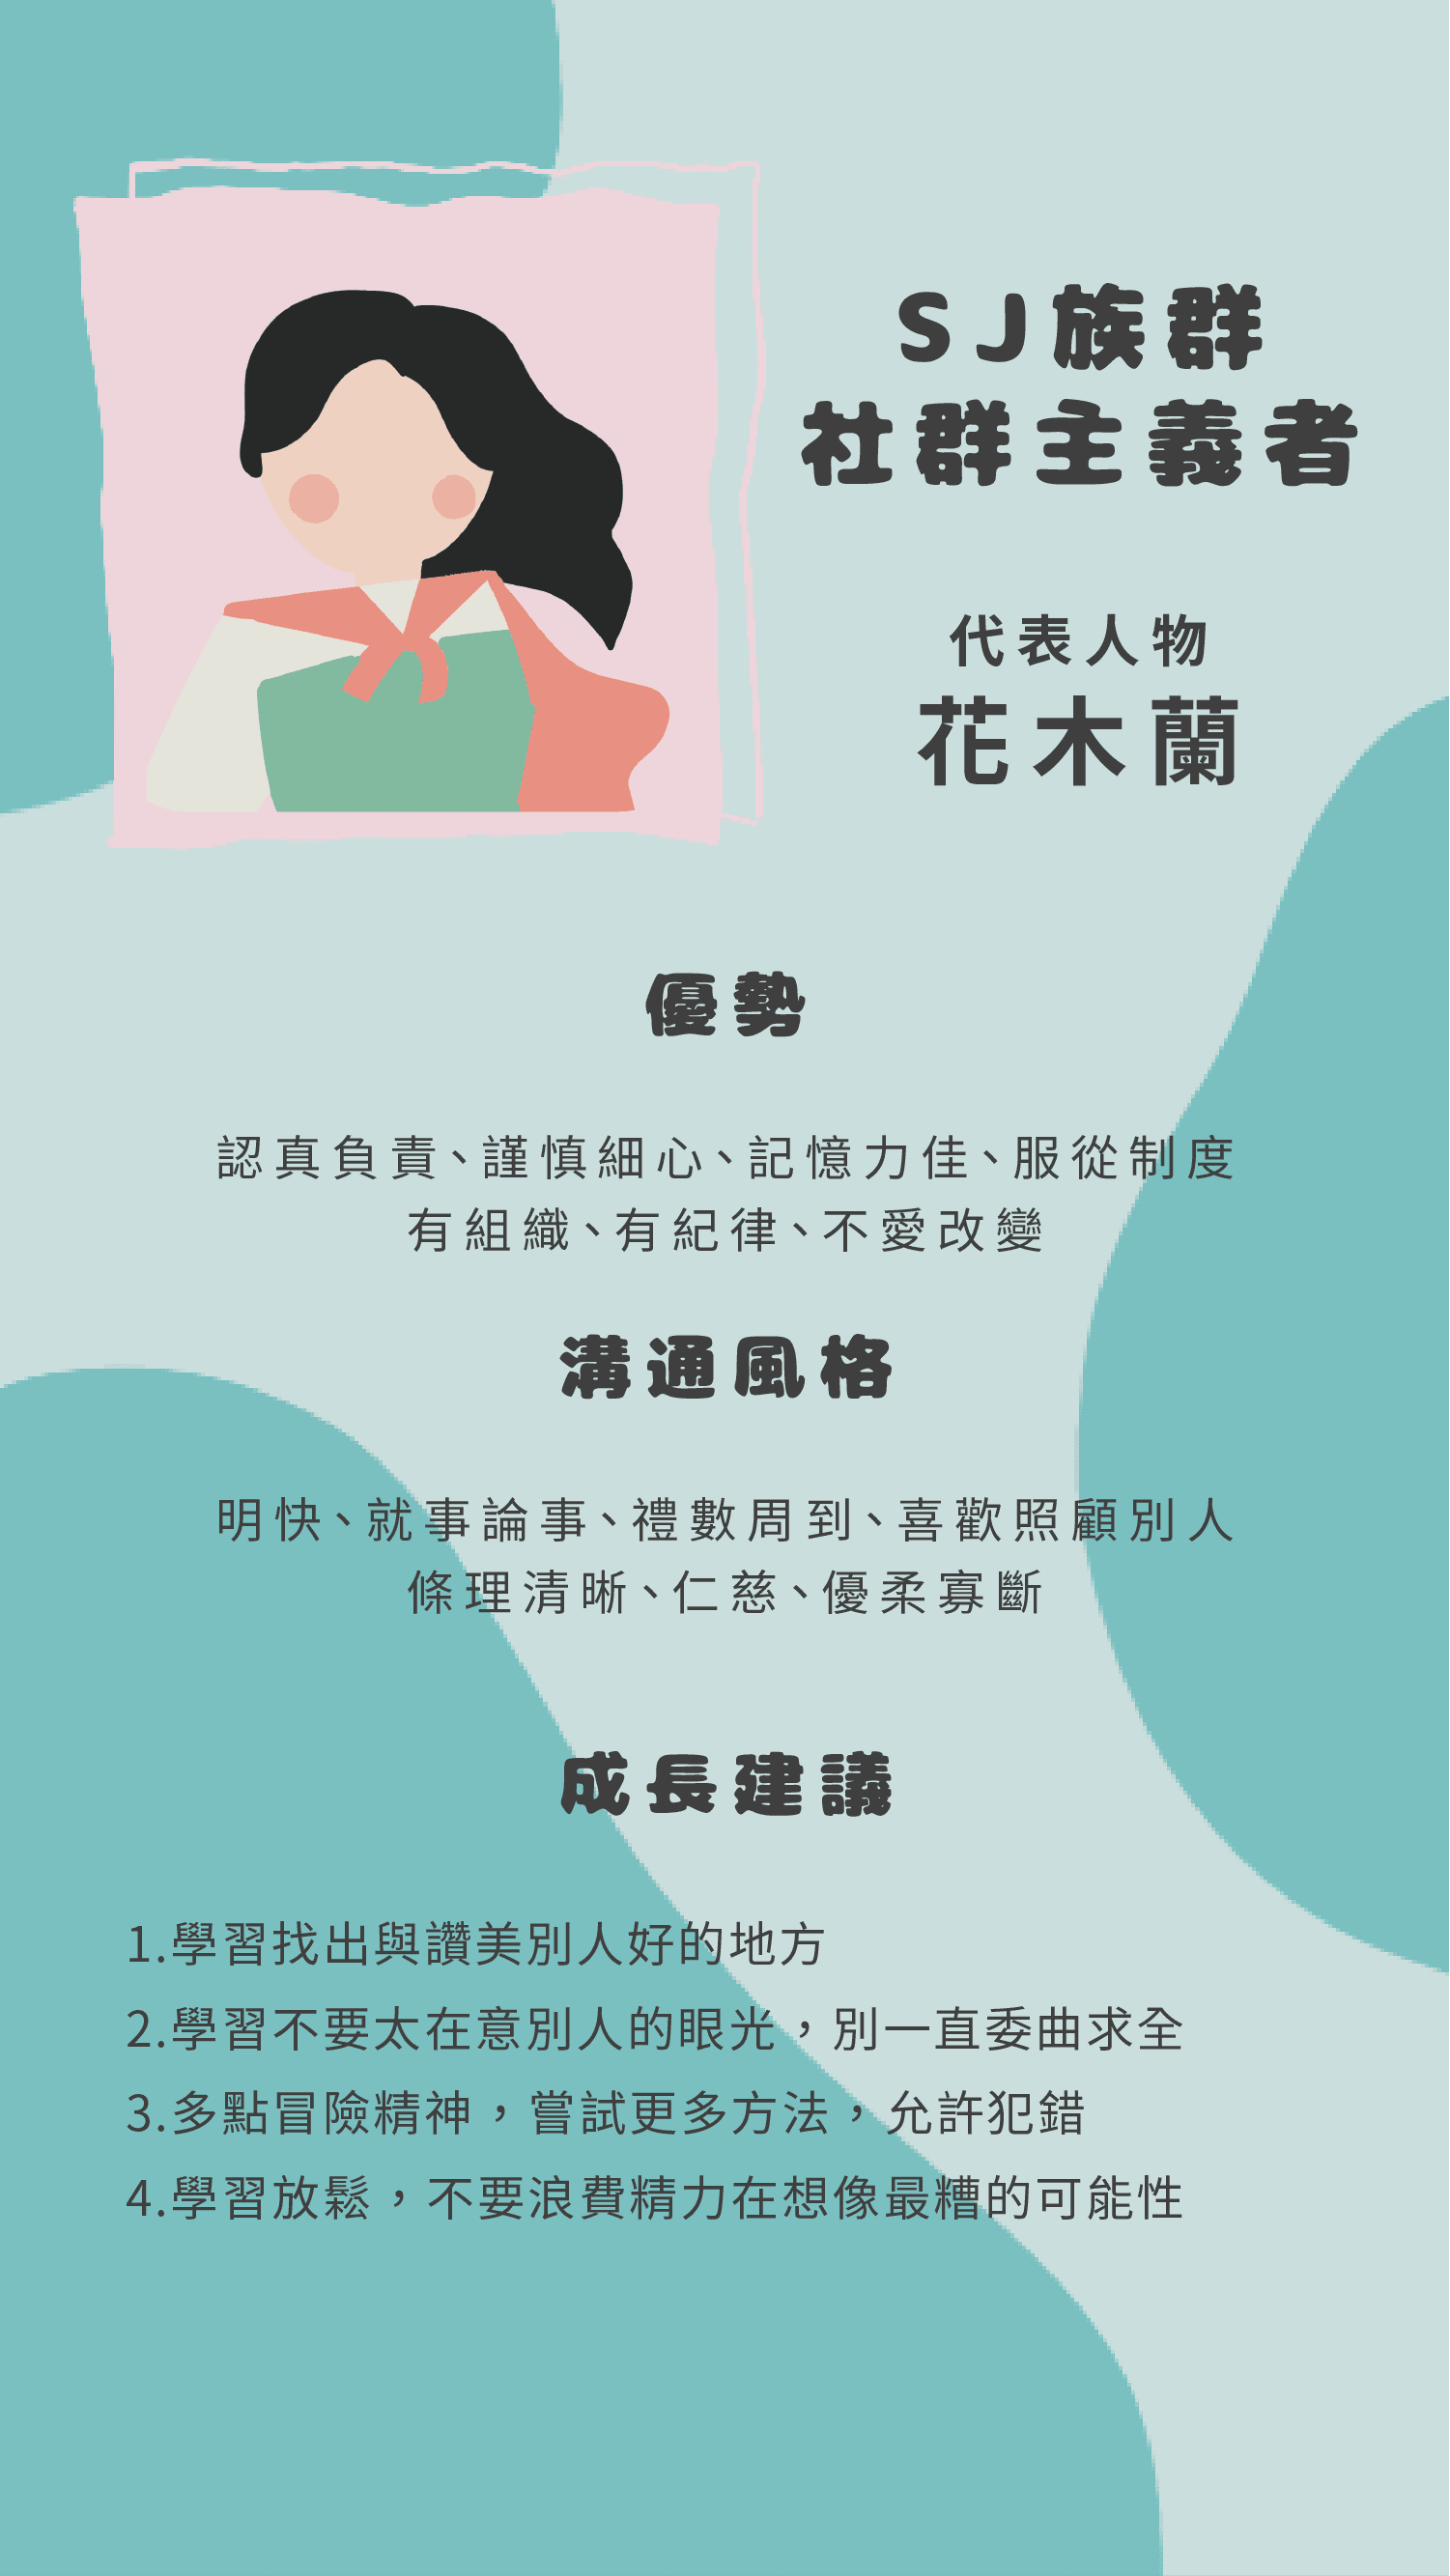 SJ族群
社群主義者
代表人物
花木蘭
優勢
認真負責、謹慎細心、記憶力佳、服從制度
有組織、有紀律、不愛改變
溝通風格
明快、就事論事、禮數周到、喜歡照顧別人
條理清晰、仁慈、優柔寡斷
成長建議
1.學習找出與讚美別人好的地方
2.學習不要太在意別人的眼光，別一直委曲求全
3.多點冒險精神，嘗試更多方法，允許犯錯
4.學習放鬆，不要浪費精力在想像最糟的可能性